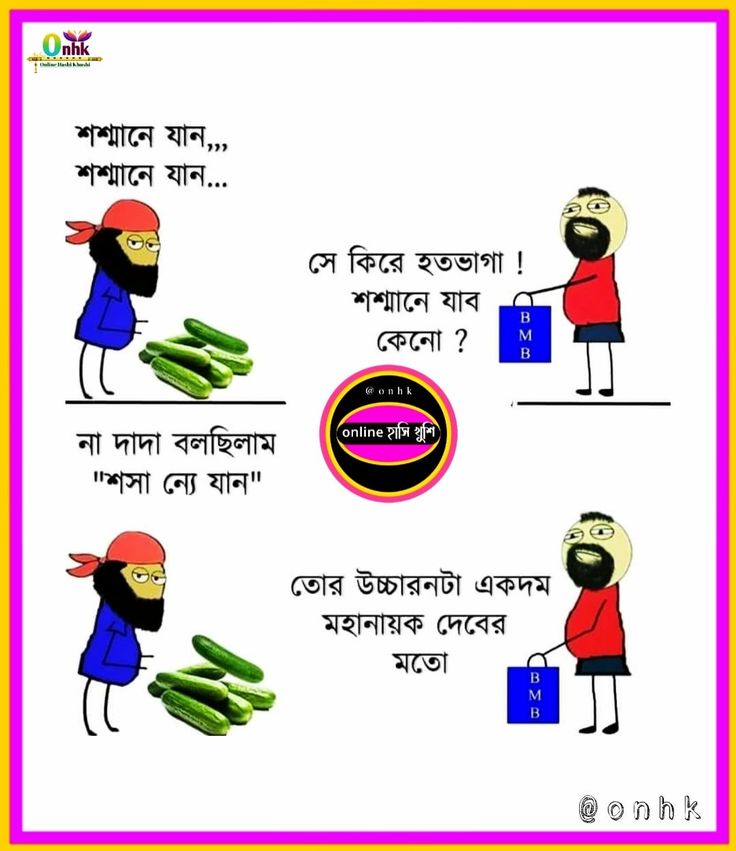 Onhk
Online Hashi Khushi
শশ্মানে যান,,,
শশ্মানে যান...
সে কিরে হতভাগা !
শশ্মানে যাব
কেনো ?
B
M
B
@onhk
online হাসি খুশি
না দাদা বলছিলাম
"শসা ন্যে যান"
তোর উচ্চারনটা একদম
মহানায়ক দেবের
মতো
B
M
B
@onhk